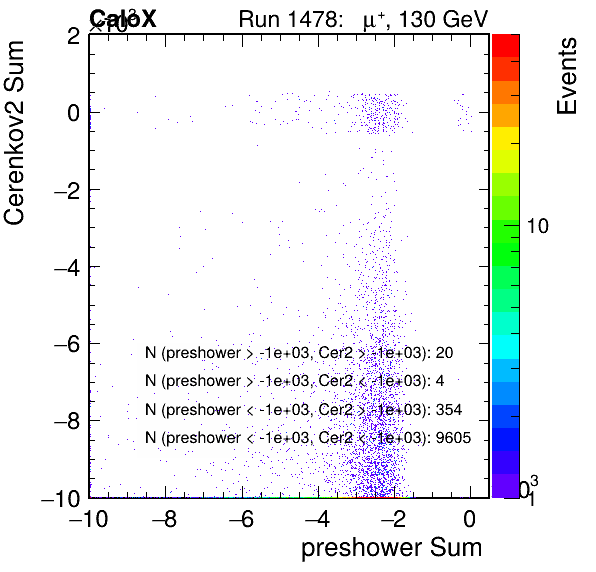 CaloX
×10³
Run 1478: μ⁺, 130 GeV
Cerenkov2 Sum
Events
2
0
−2
−4
−6
−8
−10
10
1
N (preshower > -1e+03, Cer2 > -1e+03): 20
N (preshower > -1e+03, Cer2 < -1e+03): 4
N (preshower < -1e+03, Cer2 > -1e+03): 354
N (preshower < -1e+03, Cer2 < -1e+03): 9605
−10 −8 −6 −4 −2 0
preshower Sum